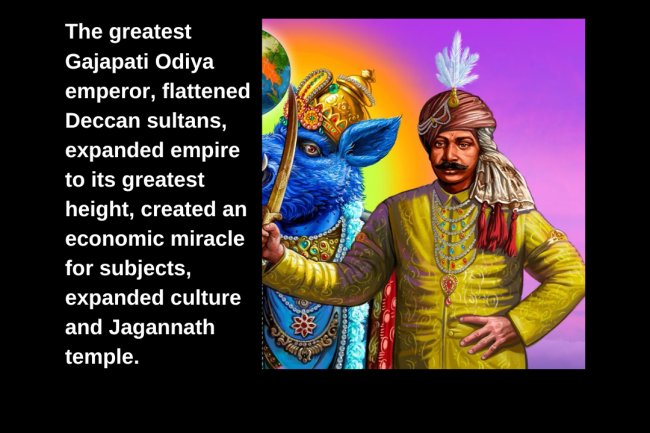 The greatest
Gajapati Odiya
emperor, flattened
Deccan sultans,
expanded empire
to its greatest
height, created an
economic miracle
for subjects,
expanded culture
and Jagannath
temple.